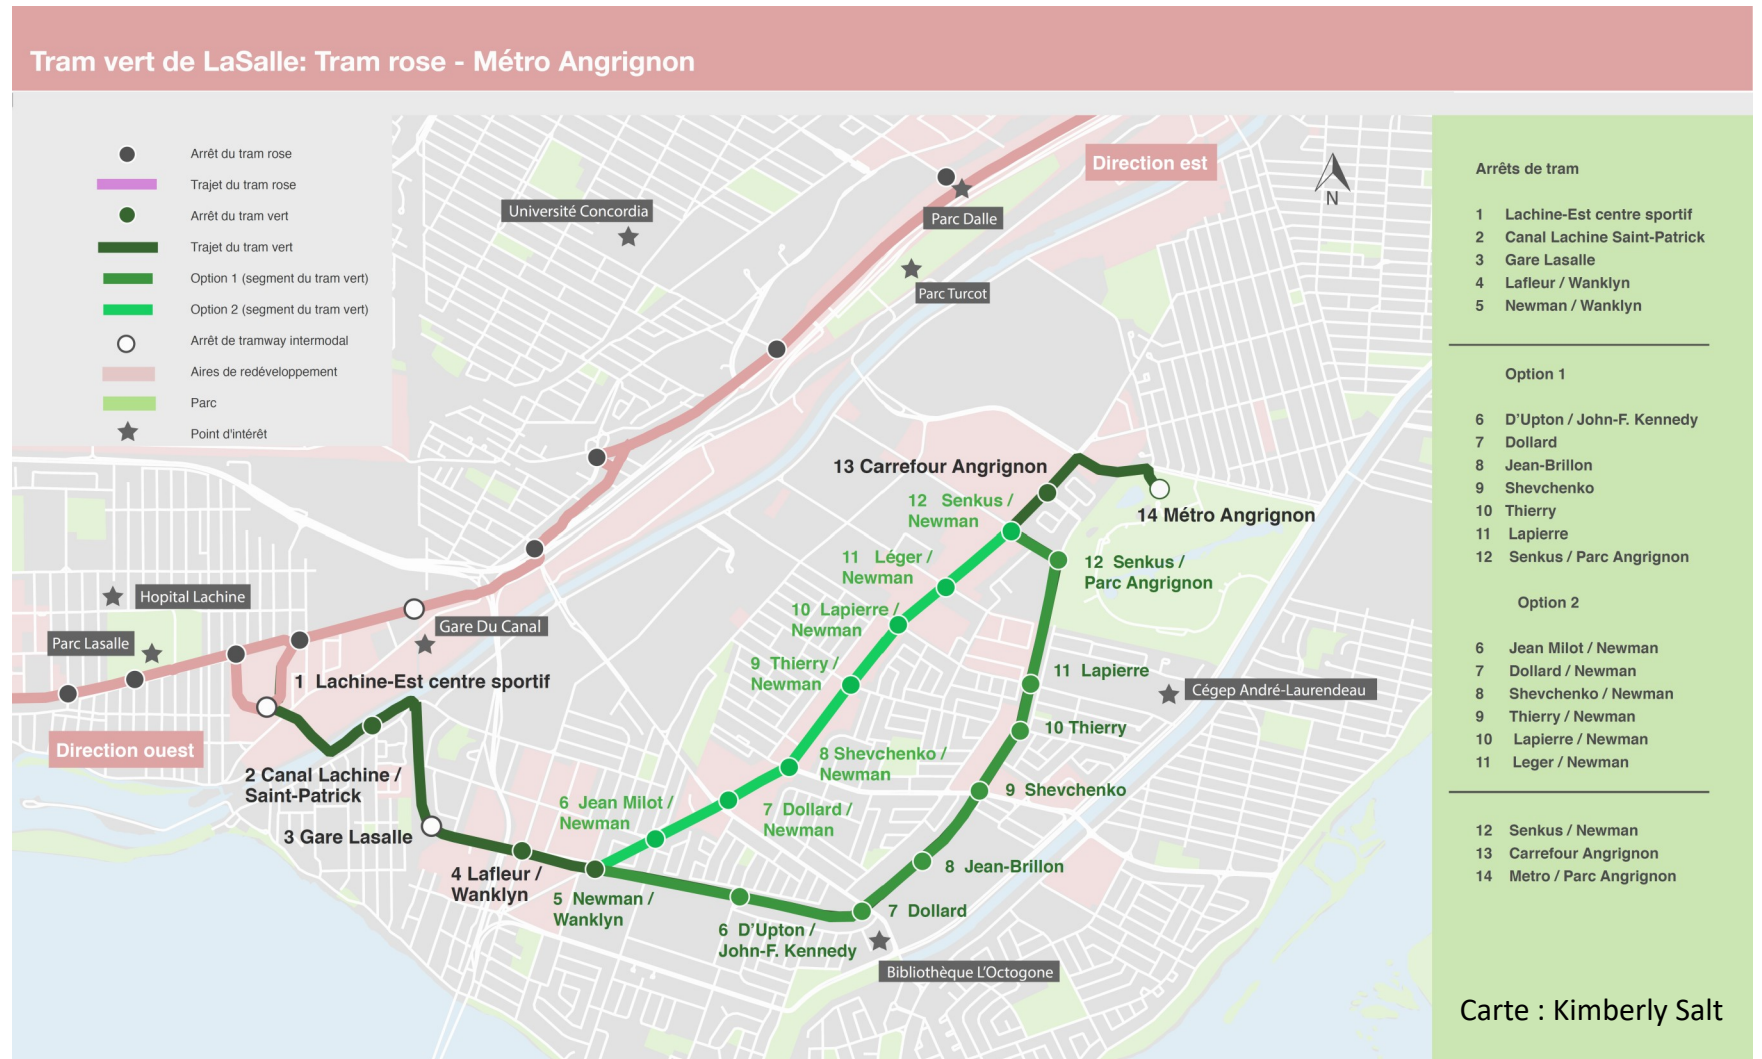 Tram vert de LaSalle: Tram rose - Métro Angrignon
Arrêt du tram rose
Trajet du tram rose
Arrêt du tram vert
Trajet du tram vert
Option 1 (segment du tram vert)
Option 2 (segment du tram vert)
Arrêt de tramway intermodal
Aires de redéveloppement
Parc
Point d'intérêt
Direction est
N
Université Concordia
Parc Dalle
Parc Turcot
13 Carrefour Angrignon
12 Senkus /
Newman
14 Métro Angrignon
11 Léger /
Newman
12 Senkus /
Parc Angrignon
Hopital Lachine
10 Lapierre /
Newman
Gare Du Canal
Parc Lasalle
9 Thierry /
Newman
11 Lapierre
1 Lachine-Est centre sportif
Cégep André-Laurendeau
10 Thierry
Direction ouest
8 Shevchenko /
Newman
2 Canal Lachine /
Saint-Patrick
9 Shevchenko
6 Jean Milot /
Newman
7 Dollard /
Newman
3 Gare Lasalle
8 Jean-Brillon
4 Lafleur /
Wanklyn
5 Newman /
Wanklyn
7 Dollard
6 D'Upton /
John-F. Kennedy
Bibliothèque L'Octogone
Arrêts de tram
1 Lachine-Est centre sportif
2 Canal Lachine Saint-Patrick
3 Gare Lasalle
4 Lafleur / Wanklyn
5 Newman / Wanklyn
Option 1
6 D'Upton / John-F. Kennedy
7 Dollard
8 Jean-Brillon
9 Shevchenko
10 Thierry
11 Lapierre
12 Senkus / Parc Angrignon
Option 2
6 Jean Milot / Newman
7 Dollard / Newman
8 Shevchenko / Newman
9 Thierry / Newman
10 Lapierre / Newman
11 Leger / Newman
12 Senkus / Newman
13 Carrefour Angrignon
14 Metro / Parc Angrignon
Carte : Kimberly Salt